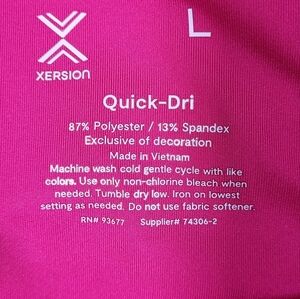 L
XERSION
Quick-Dri
87% Polyester / 13% Spandex
Exclusive of decoration
Made in Vietnam
Machine wash cold gentle cycle with like
colors. Use only non-chlorine bleach when
needed. Tumble dry low. Iron on lowest
setting as needed. Do not use fabric softener.
RN# 93677 Supplier# 74306-2